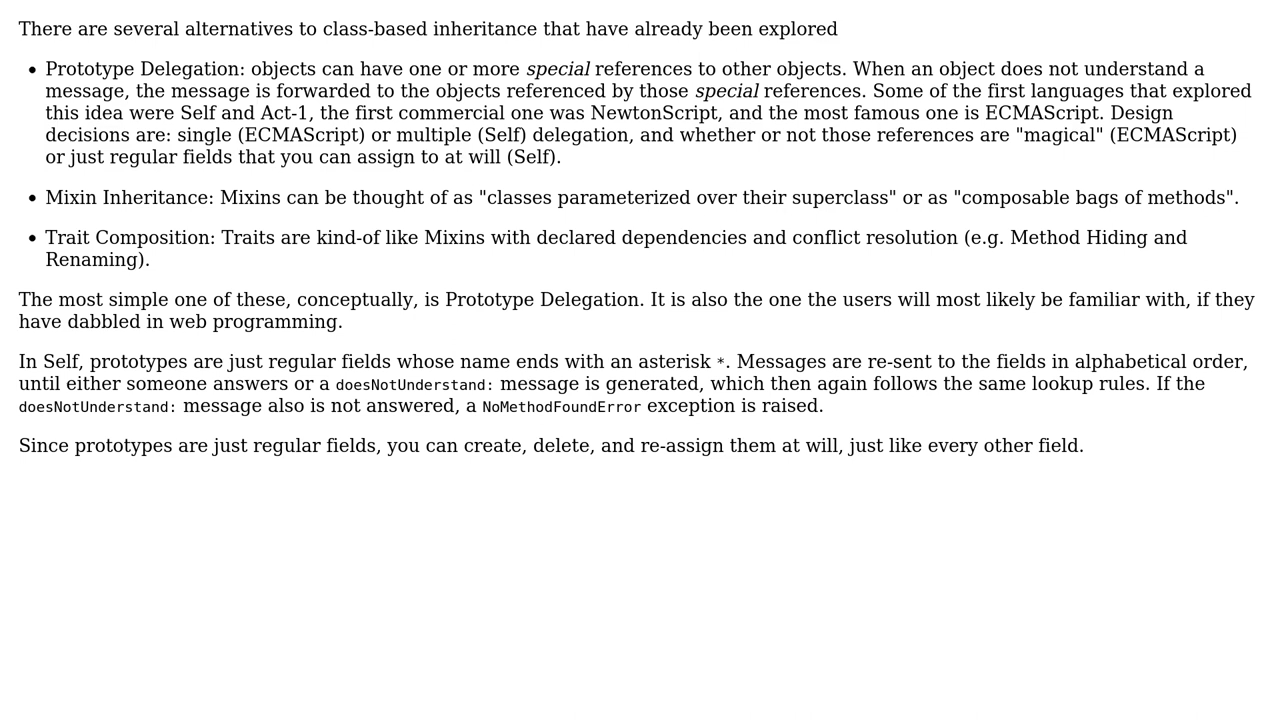 There are several alternatives to class-based inheritance that have already been explored
• Prototype Delegation: objects can have one or more special references to other objects. When an object does not understand a
message, the message is forwarded to the objects referenced by those special references. Some of the first languages that explored
this idea were Self and Act-1, the first commercial one was NewtonScript, and the most famous one is ECMAScript. Design
decisions are: single (ECMAScript) or multiple (Self) delegation, and whether or not those references are "magical" (ECMAScript)
or just regular fields that you can assign to at will (Self).
• Mixin Inheritance: Mixins can be thought of as "classes parameterized over their superclass" or as "composable bags of methods".
• Trait Composition: Traits are kind-of like Mixins with declared dependencies and conflict resolution (e.g. Method Hiding and
Renaming).
The most simple one of these, conceptually, is Prototype Delegation. It is also the one the users will most likely be familiar with, if they
have dabbled in web programming.
In Self, prototypes are just regular fields whose name ends with an asterisk *. Messages are re-sent to the fields in alphabetical order,
until either someone answers or a doesNotUnderstand: message is generated, which then again follows the same lookup rules. If the
doesNotUnderstand: message also is not answered, a NoMethodFoundError exception is raised.
Since prototypes are just regular fields, you can create, delete, and re-assign them at will, just like every other field.